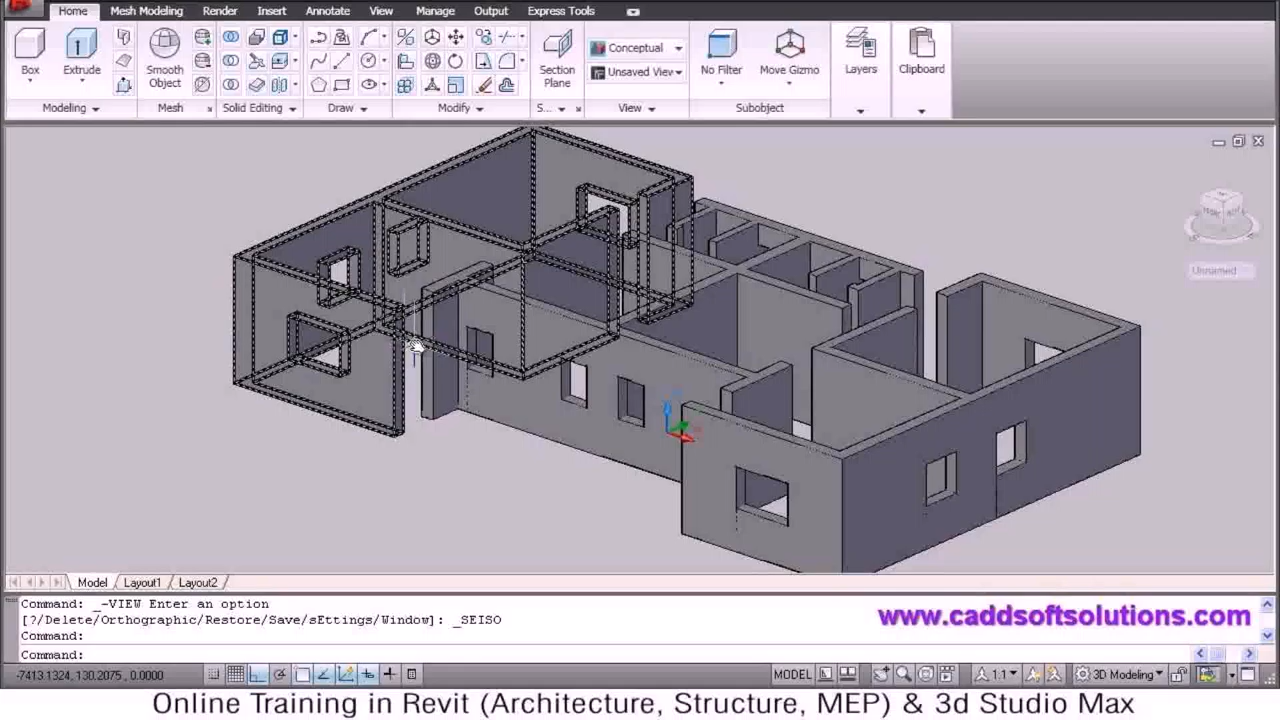 Home Mesh Modeling Render Insert Annotate View Manage Output Express Tools
Box Extrude Smooth Object Section Plane Conceptual Unsaved View No Filter Move Gizmo Layers Clipboard
Modeling Mesh Solid Editing Draw Modify S... View Subobject
Model Layout1 Layout2
Command: _-VIEW Enter an option
[?/Delete/Orthographic/Restore/Save/sEttings/Window]: _SEISO
Command:
Command:
www.caddsoftsolutions.com
-7413.1324, 130.2075, 0.0000 MODEL 1:1 3D Modeling
Online Training in Revit (Architecture, Structure, MEP) & 3d Studio Max